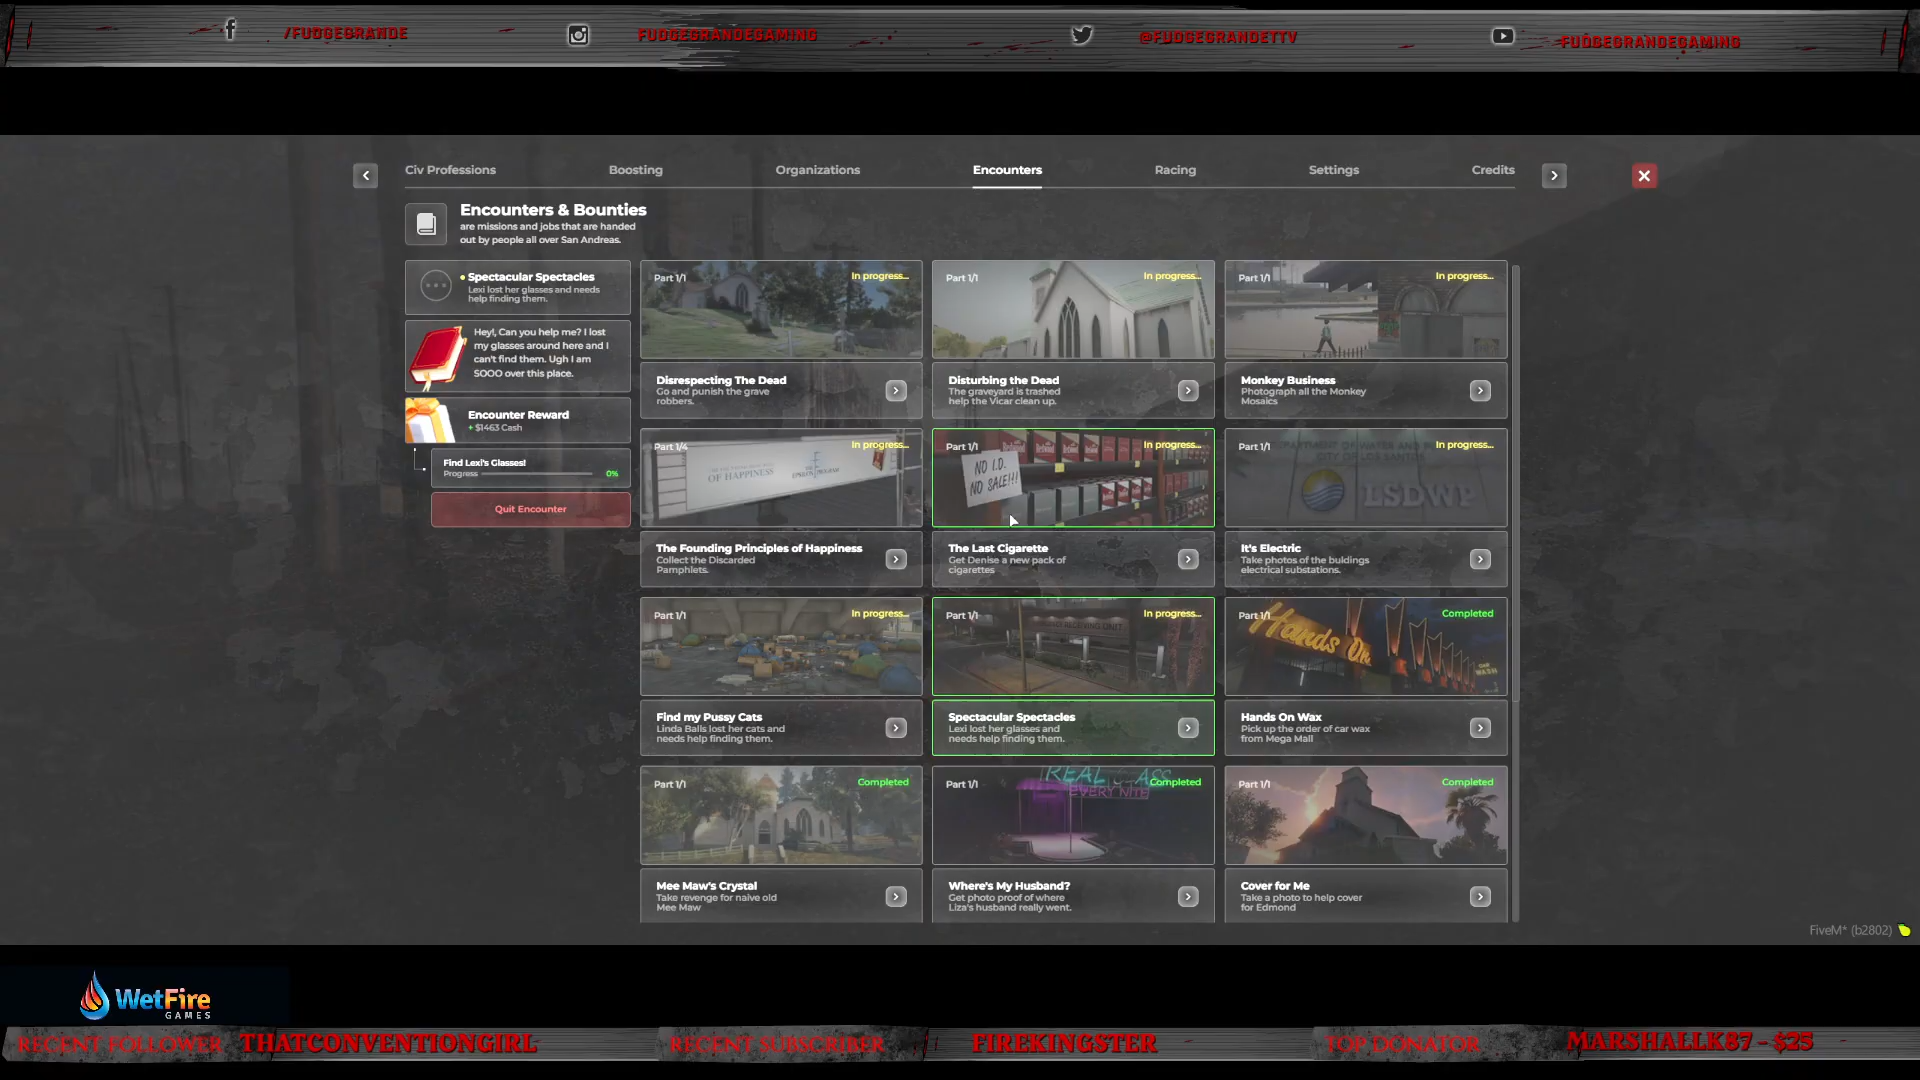 /FUDGEGRANDE
FUDGEGRANDEGAMING
@FUDGEGRANDETTV
FUDGEGRANDEGAMING
Civ Professions
Boosting
Organizations
Encounters
Racing
Settings
Credits
Encounters & Bounties
are missions and jobs that are handed
out by people all over San Andreas.
Spectacular Spectacles
Lexi lost her glasses and needs
help finding them.
Hey!, Can you help me? I lost
my glasses around here and I
can't find them. Ugh I am
SOOO over this place.
Encounter Reward
+ $1463 Cash
Find Lexi's Glasses!
Progress
0%
Quit Encounter
Part 1/1
In progress...
Disrespecting The Dead
Go and punish the grave
robbers.
Part 1/1
In progress...
Disturbing the Dead
The graveyard is trashed
help the Vicar clean up.
Part 1/1
In progress...
Monkey Business
Photograph all the Monkey
Mosaics
Part 1/4
In progress...
OF HAPPINESS
The Founding Principles of Happiness
Collect the Discarded
Pamphlets.
Part 1/1
In progress...
NO I.D.
NO SALE!!!
The Last Cigarette
Get Denise a new pack of
cigarettes
Part 1/1
In progress...
CITY OF LOS SANTOS
LSDWP
It's Electric
Take photos of the buldings
electrical substations.
Part 1/1
In progress...
Find my Pussy Cats
Linda Balls lost her cats and
needs help finding them.
Part 1/1
In progress...
RECEIVING UNIT
Spectacular Spectacles
Lexi lost her glasses and
needs help finding them.
Part 1/1
Completed
Hands On
Hands On Wax
Pick up the order of car wax
from Mega Mall
Part 1/1
Completed
Mee Maw's Crystal
Take revenge for naive old
Mee Maw
Part 1/1
Completed
EVERY NITE
Where's My Husband?
Get photo proof of where
Liza's husband really went.
Part 1/1
Completed
Cover for Me
Take a photo to help cover
for Edmond
FiveM* (b2802)
WetFire
GAMES
RECENT FOLLOWER
THATCONVENTIONGIRL
RECENT SUBSCRIBER
FIREKINGSTER
TOP DONATOR
MARSHALLK87 - $25